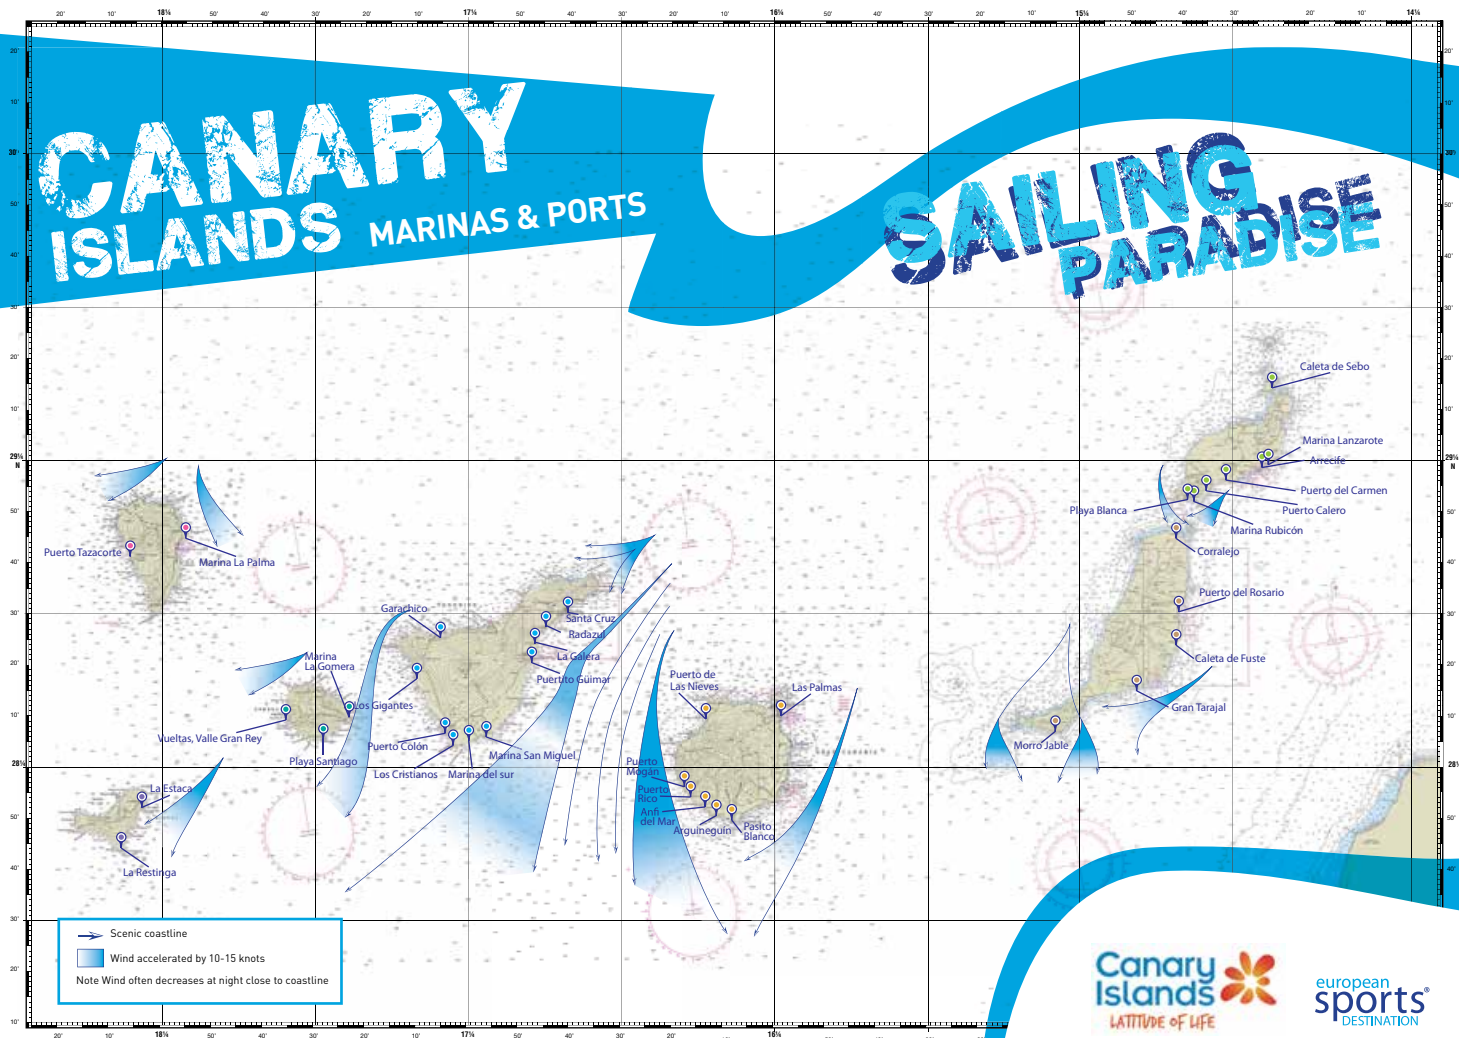 CANARY
ISLANDS MARINAS & PORTS
SAILING
PARADISE
Caleta de Sebo
Marina Lanzarote
Arrecife
Puerto del Carmen
Puerto Calero
Marina Rubicón
Playa Blanca
Corralejo
Puerto del Rosario
Caleta de Fuste
Gran Tarajal
Morro Jable
Puerto Tazacorte
Marina La Palma
Garachico
Santa Cruz
Radazul
La Galera
Puertito Güimar
Marina
La Gomera
Los Gigantes
Vueltas, Valle Gran Rey
Playa Santiago
Puerto Colón
Los Cristianos
Marina del sur
Marina San Miguel
Puerto de
Las Nieves
Las Palmas
Puerto
Mogán
Puerto
Rico
Anfi
del Mar
Arguineguín
Pasito
Blanco
La Estaca
La Restinga
Scenic coastline
Wind accelerated by 10-15 knots
Note Wind often decreases at night close to coastline
Canary
Islands
LATITUDE OF LIFE
european
sports®
DESTINATION